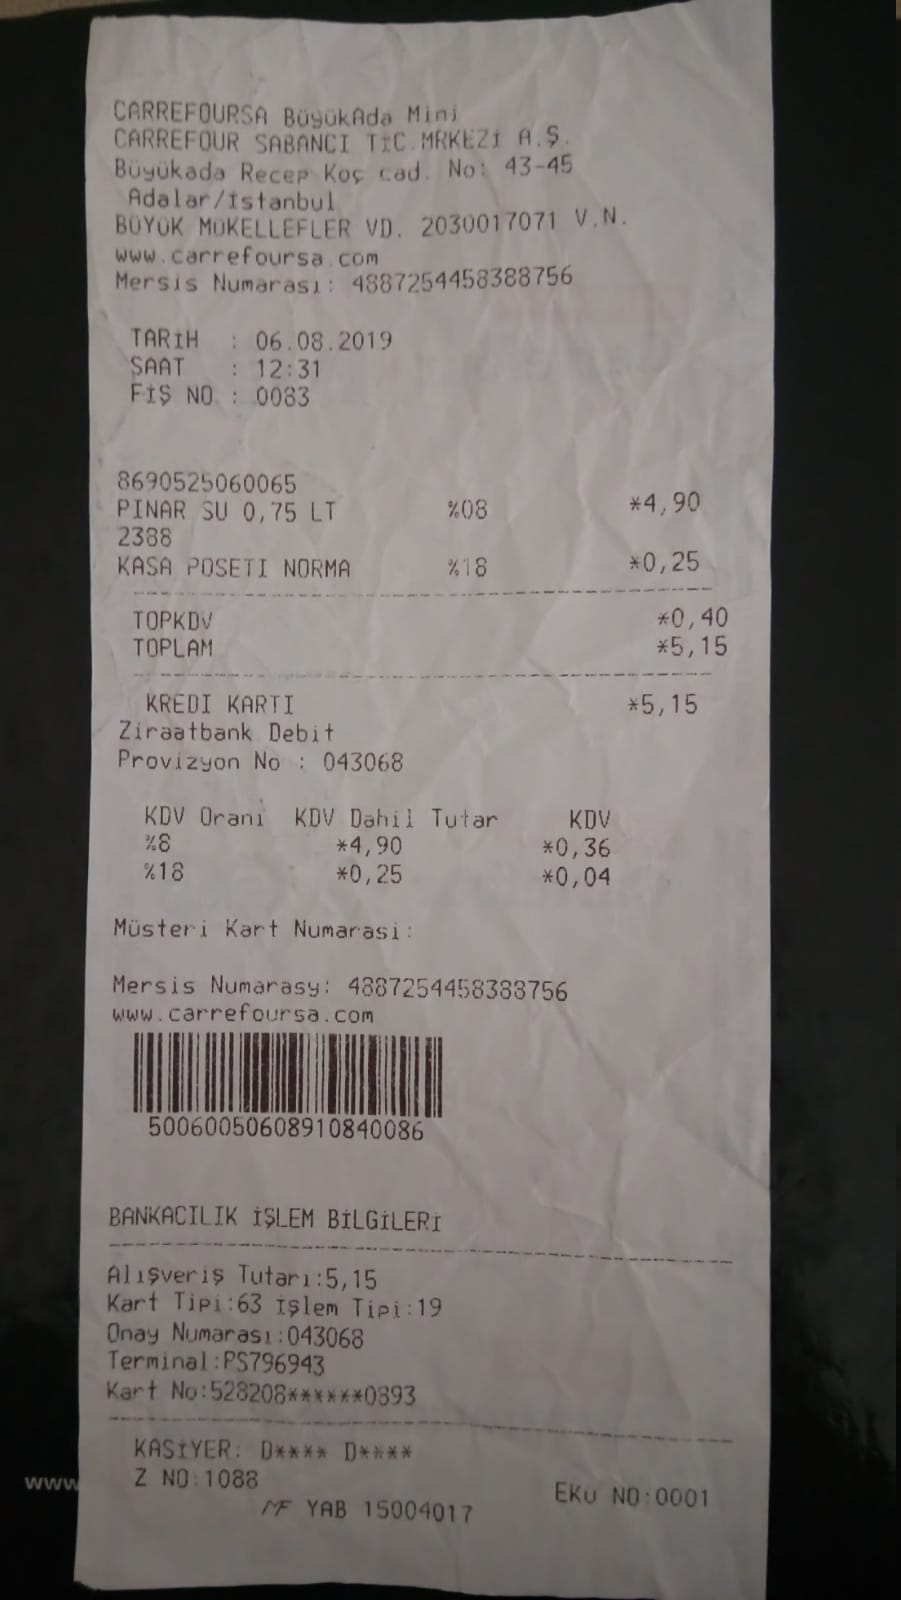 CARREFOURSA BüyükAda Mini
CARREFOUR SABANCI TİC.MRKEZİ A.Ş.
Büyükada Recep Koç cad. No: 43-45
Adalar/İstanbul
BÜYÜK MÜKELLEFLER VD. 2030017071 V.N.
www.carrefoursa.com
Mersis Numarası: 4887254458388756
TARİH : 06.08.2019
SAAT : 12:31
FİŞ NO : 0083
8690525060065
PINAR SU 0,75 LT %08 *4,90
2388
KASA POSETI NORMA %18 *0,25
TOPKDV *0,40
TOPLAM *5,15
KREDI KARTI *5,15
Ziraatbank Debit
Provizyon No : 043068
KDV Orani KDV Dahil Tutar KDV
%8 *4,90 *0,36
%18 *0,25 *0,04
Müsteri Kart Numarasi:
Mersis Numarasy: 4887254458388756
www.carrefoursa.com
50060050608910840086
BANKACILIK İŞLEM BİLGİLERİ
Alışveriş Tutarı:5,15
Kart Tipi:63 İşlem Tipi:19
Onay Numarası:043068
Terminal:PS796943
Kart No:528208******0893
KASİYER: D**** D****
Z NO:1088 EKÜ NO:0001
MF YAB 15004017
www